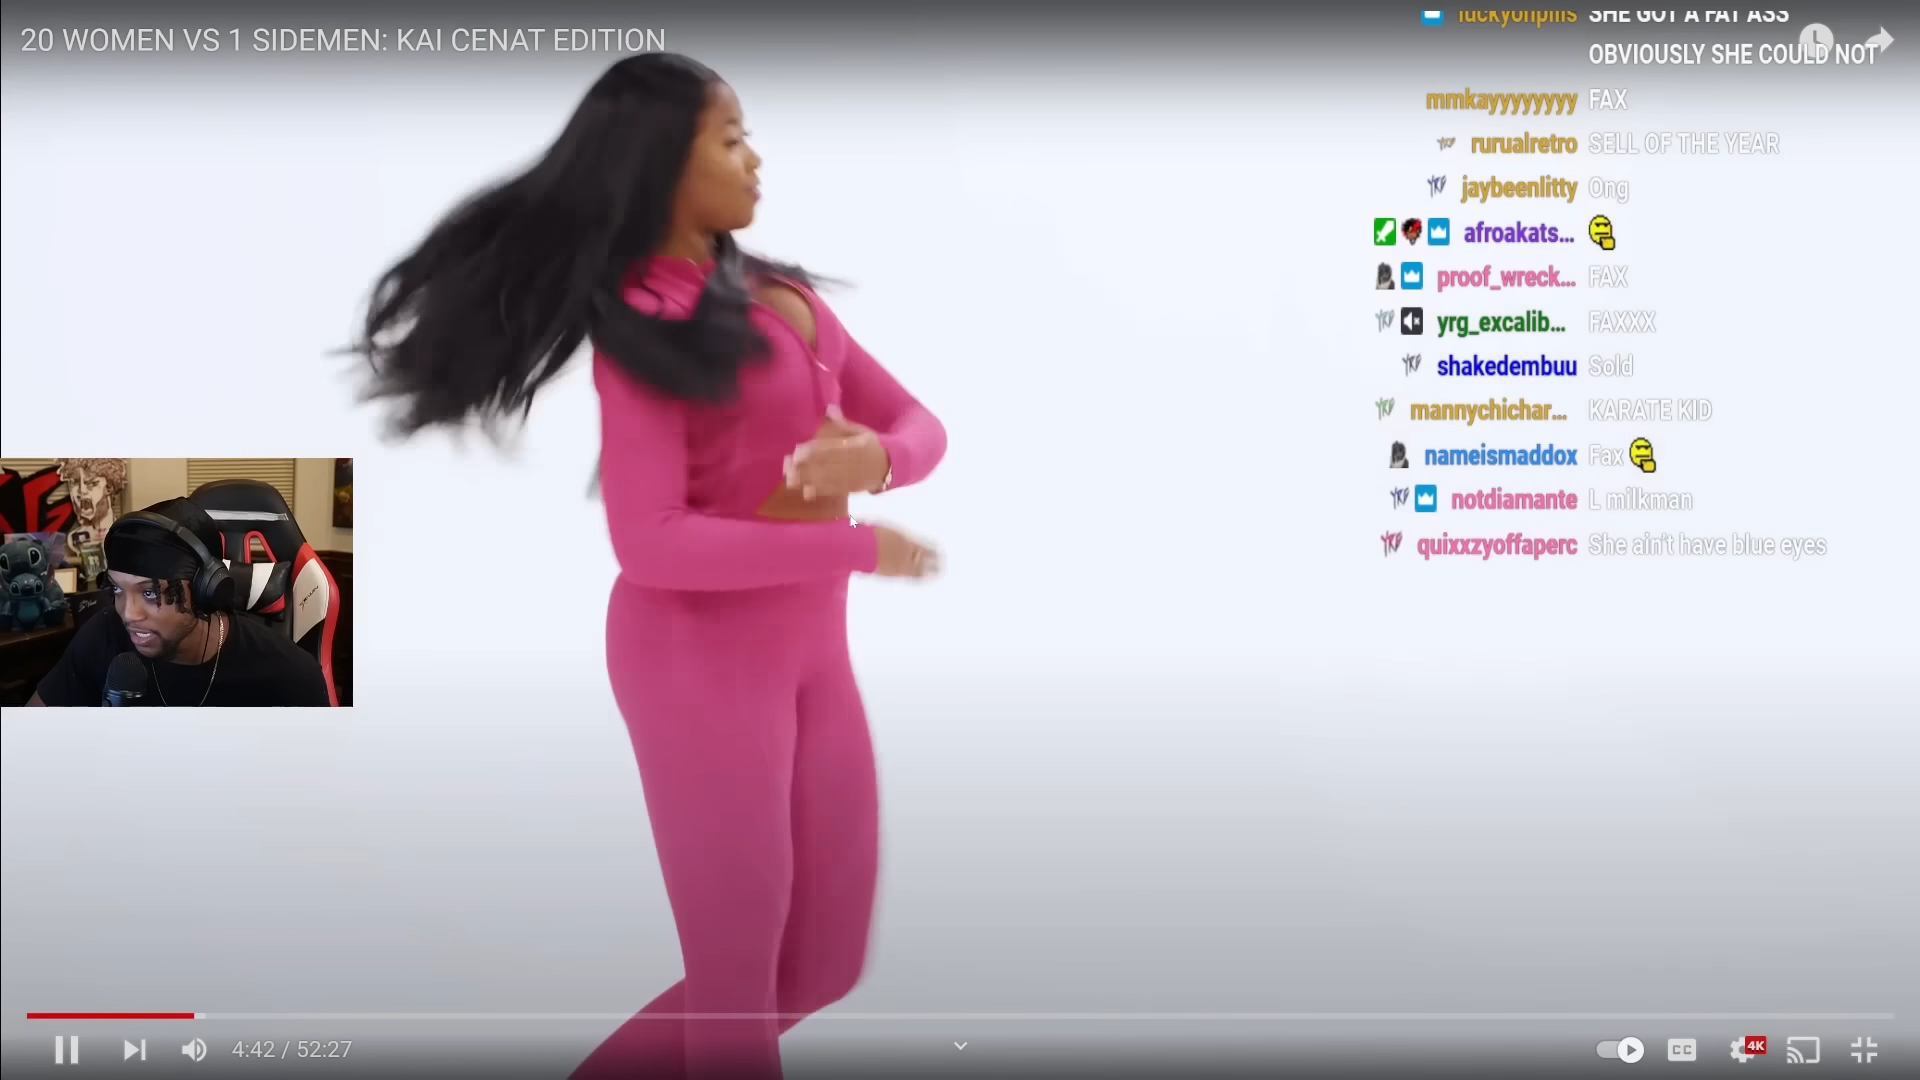 20 WOMEN VS 1 SIDEMEN: KAI CENAT EDITION
luckyonpills SHE GOT A FAT ASS
OBVIOUSLY SHE COULD NOT
mmkayyyyyyyy FAX
rurualretro SELL OF THE YEAR
jaybeenlitty Ong
afroakats...
proof_wreck... FAX
yrg_excalib... FAXXX
shakedembuu Sold
mannychichar... KARATE KID
nameismaddox Fax
notdiamante L milkman
quixxzyoffaperc She ain't have blue eyes
4:42 / 52:27
CC
4K